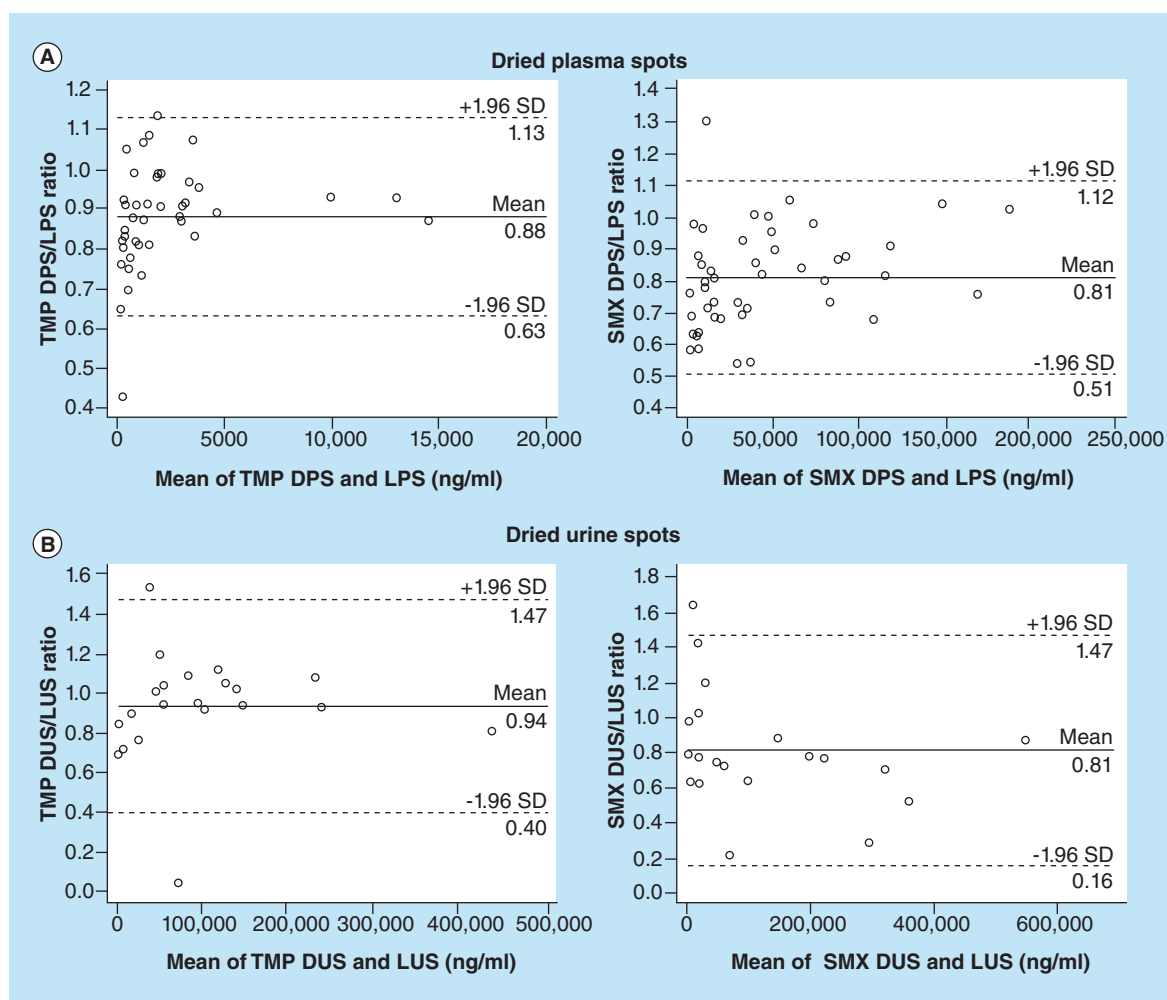 A
Dried plasma spots
TMP DPS/LPS ratio
1.2
1.1
1.0
0.9
0.8
0.7
0.6
0.5
0.4
+1.96 SD
1.13
Mean
0.88
-1.96 SD
0.63
0 5000 10,000 15,000 20,000
Mean of TMP DPS and LPS (ng/ml)
SMX DPS/LPS ratio
1.4
1.3
1.2
1.1
1.0
0.9
0.8
0.7
0.6
0.5
0.4
+1.96 SD
1.12
Mean
0.81
-1.96 SD
0.51
0 50,000 100,000 150,000 200,000 250,000
Mean of SMX DPS and LPS (ng/ml)
B
Dried urine spots
TMP DUS/LUS ratio
1.6
1.4
1.2
1.0
0.8
0.6
0.4
0.2
0.0
+1.96 SD
1.47
Mean
0.94
-1.96 SD
0.40
0 100,000 200,000 300,000 400,000 500,000
Mean of TMP DUS and LUS (ng/ml)
SMX DUS/LUS ratio
1.8
1.6
1.4
1.2
1.0
0.8
0.6
0.4
0.2
0.0
+1.96 SD
1.47
Mean
0.81
-1.96 SD
0.16
0 200,000 400,000 600,000
Mean of SMX DUS and LUS (ng/ml)